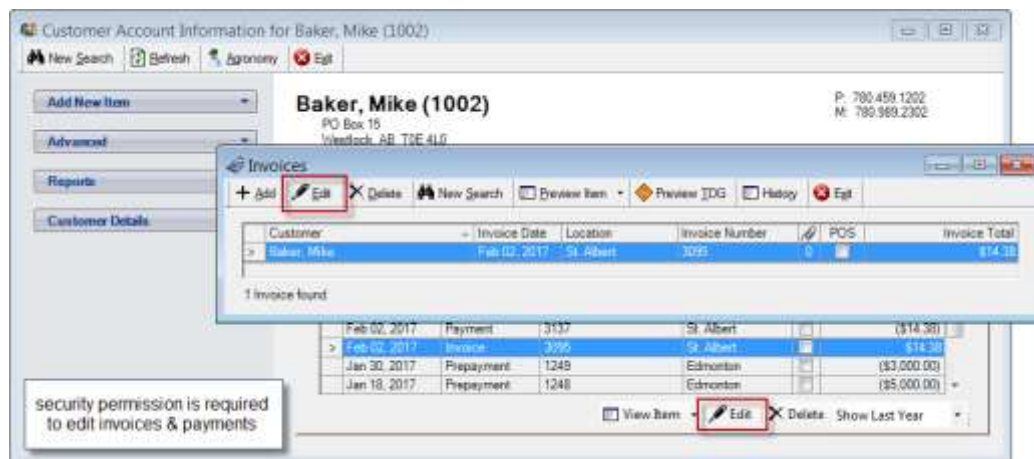 Customer Account Information for Baker, Mike (1002)
New Search Refresh Agronomy Exit
Add New Item
Baker, Mike (1002)
P: 780.459.1202
PO Box 15
M: 780.989.2302
Westlock, AB T0E 4L0
Advanced
Invoices
Reports
+ Add Edit Delete New Search Preview Item Preview TDG History Exit
Customer Details
Customer Invoice Date Location Invoice Number POS Invoice Total
> Baker, Mike Feb 02, 2017 St. Albert 3095 0 $14.38
1 Invoice found
Feb 02, 2017 Payment 3137 St. Albert ($14.38)
> Feb 02, 2017 Invoice 3095 St. Albert $14.38
Jan 30, 2017 Prepayment 1249 Edmonton ($3,000.00)
Jan 18, 2017 Prepayment 1248 Edmonton ($5,000.00)
security permission is required
to edit invoices & payments
View Item Edit Delete Show Last Year